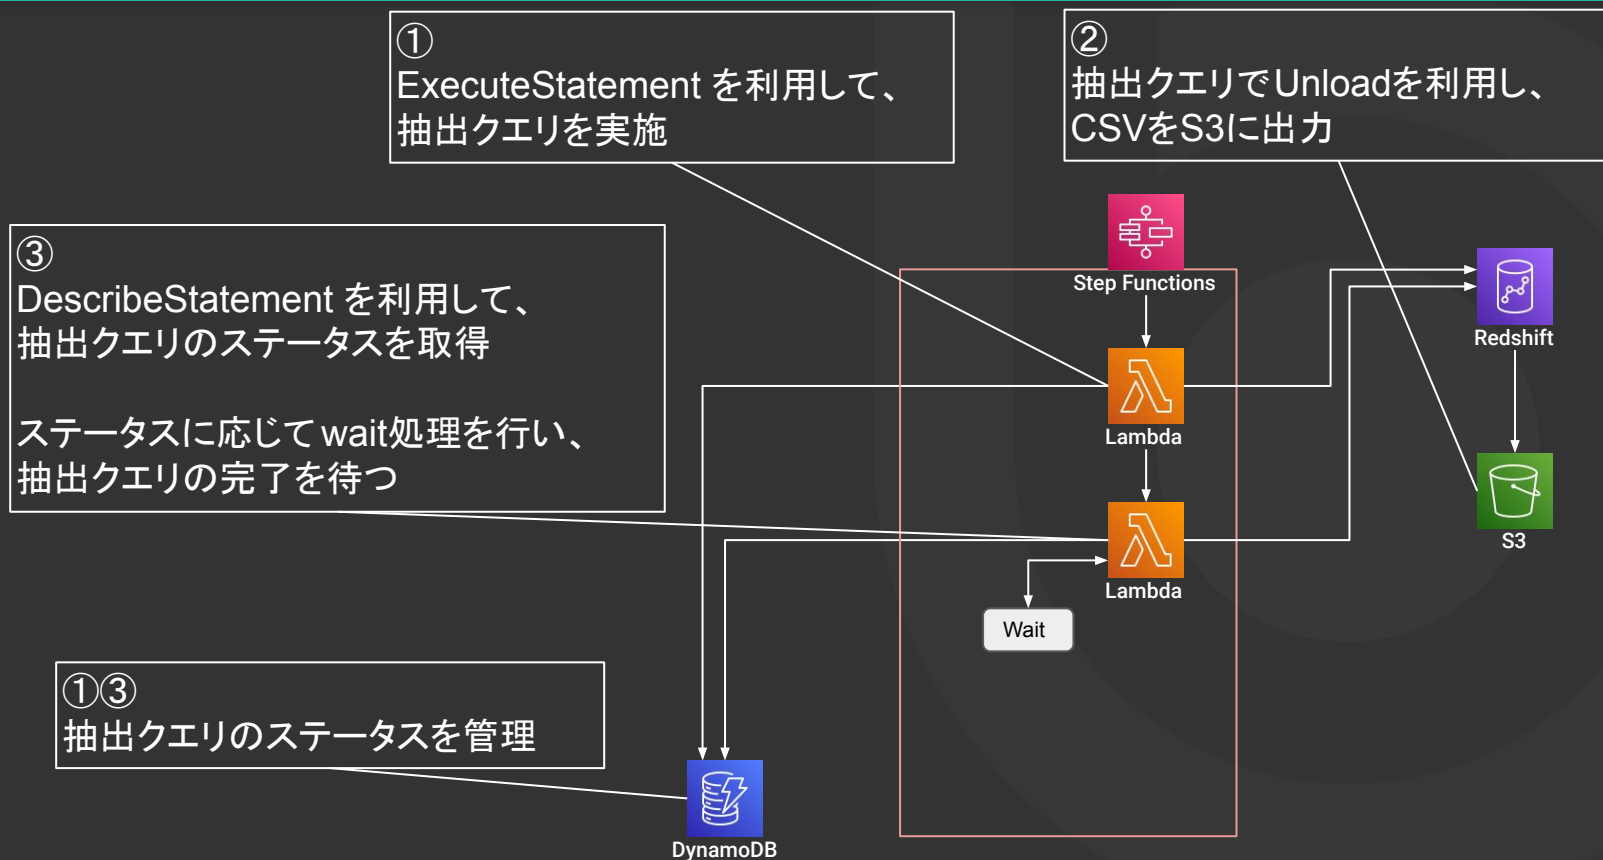 ①
ExecuteStatement を利用して、
抽出クエリを実施
②
抽出クエリでUnloadを利用し、
CSVをS3に出力
③
DescribeStatement を利用して、
抽出クエリのステータスを取得
ステータスに応じてwait処理を行い、
抽出クエリの完了を待つ
Step Functions
Redshift
Lambda
S3
Lambda
Wait
①③
抽出クエリのステータスを管理
DynamoDB